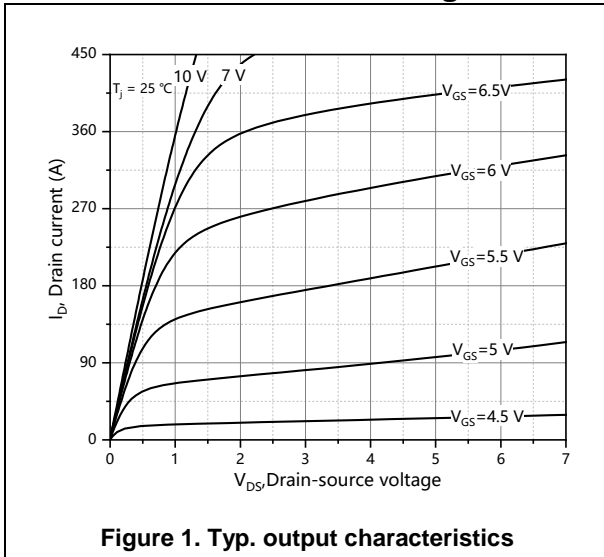 450
360
270
180
90
0
I_D, Drain current (A)
T_j = 25 ℃
10 V
7 V
V_GS=6.5V
V_GS=6 V
V_GS=5.5V
V_GS=5 V
V_GS=4.5 V
0 1 2 3 4 5 6 7
V_DS,Drain-source voltage
Figure 1. Typ. output characteristics